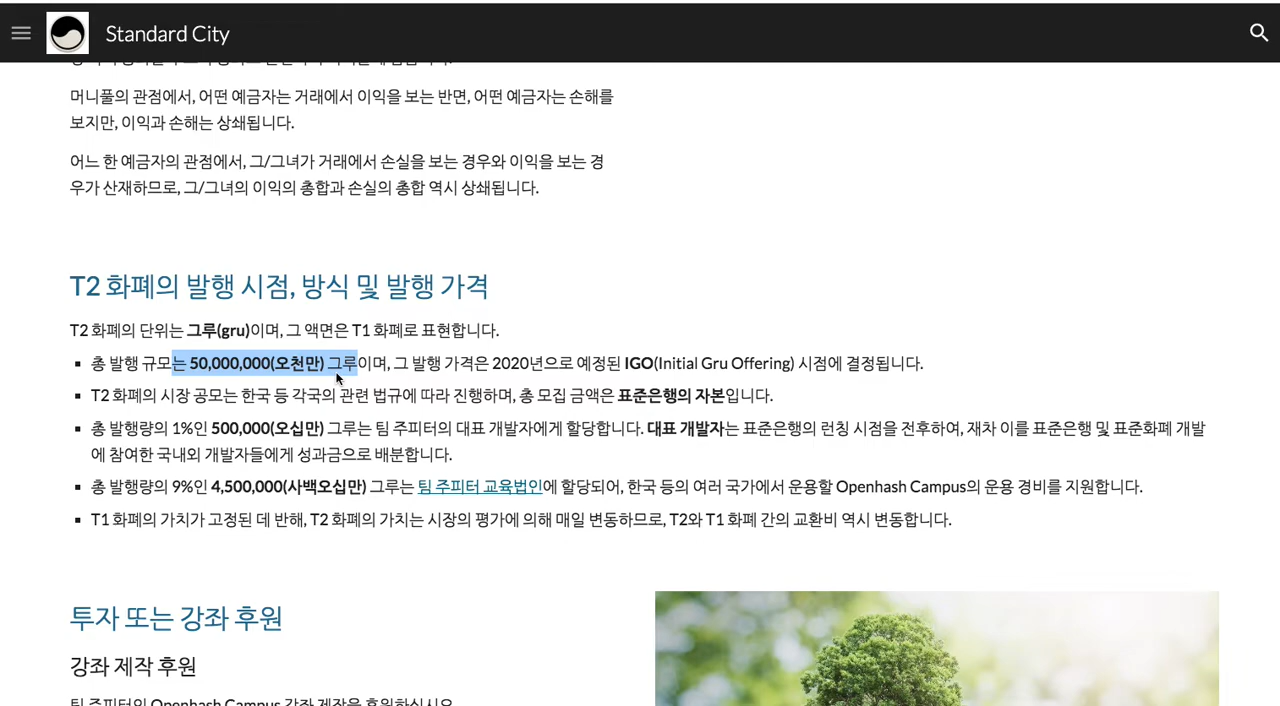 Standard City
머니풀의 관점에서, 어떤 예금자는 거래에서 이익을 보는 반면, 어떤 예금자는 손해를
보지만, 이익과 손해는 상쇄됩니다.
어느 한 예금자의 관점에서, 그/그녀가 거래에서 손실을 보는 경우와 이익을 보는 경
우가 산재하므로, 그/그녀의 이익의 총합과 손실의 총합 역시 상쇄됩니다.
T2 화폐의 발행 시점, 방식 및 발행 가격
T2 화폐의 단위는 그루(gru)이며, 그 액면은 T1 화폐로 표현합니다.
▪ 총 발행 규모는 50,000,000(오천만) 그루이며, 그 발행 가격은 2020년으로 예정된 IGO(Initial Gru Offering) 시점에 결정됩니다.
▪ T2 화폐의 시장 공모는 한국 등 각국의 관련 법규에 따라 진행하며, 총 모집 금액은 표준은행의 자본입니다.
▪ 총 발행량의 1%인 500,000(오십만) 그루는 팀 주피터의 대표 개발자에게 할당합니다. 대표 개발자는 표준은행의 런칭 시점을 전후하여, 재차 이를 표준은행 및 표준화폐 개발
에 참여한 국내외 개발자들에게 성과금으로 배분합니다.
▪ 총 발행량의 9%인 4,500,000(사백오십만) 그루는 팀 주피터 교육법인에 할당되어, 한국 등의 여러 국가에서 운용할 Openhash Campus의 운용 경비를 지원합니다.
▪ T1 화폐의 가치가 고정된 데 반해, T2 화폐의 가치는 시장의 평가에 의해 매일 변동하므로, T2와 T1 화폐 간의 교환비 역시 변동합니다.
투자 또는 강좌 후원
강좌 제작 후원
팀 주피터의 Openhash Campus 강좌 제작을 후원하십시오